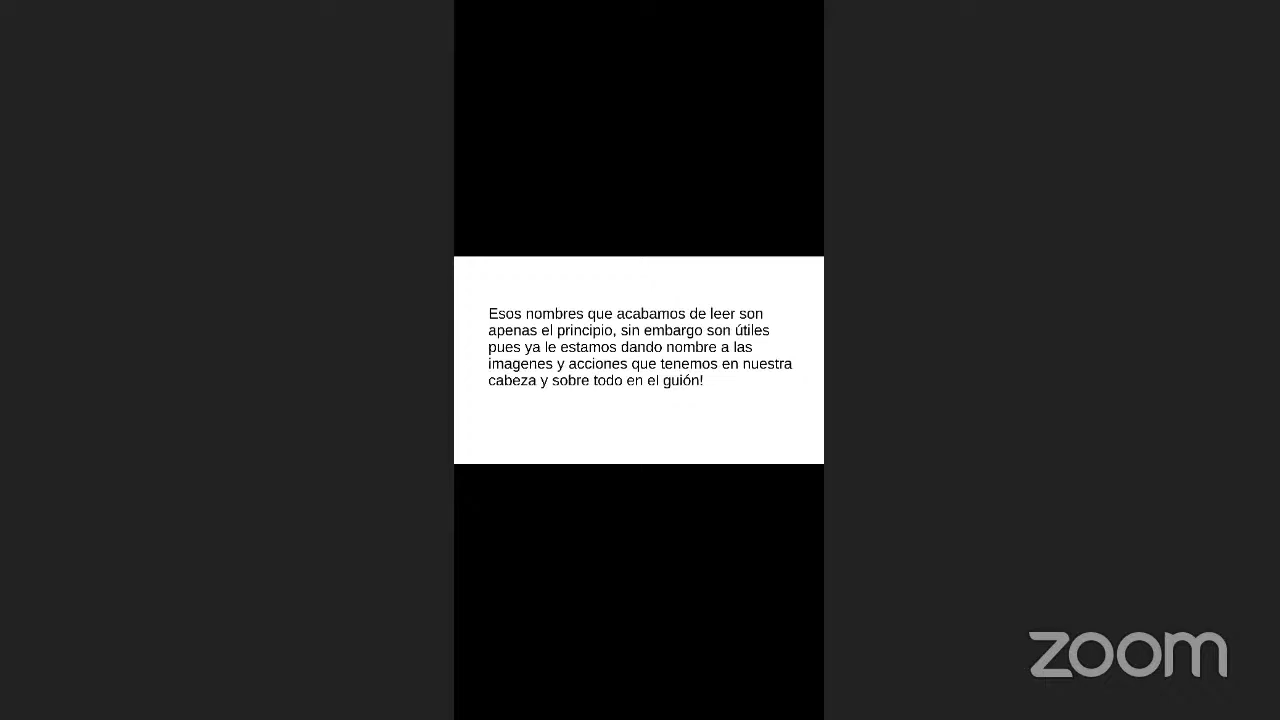 Esos nombres que acabamos de leer son
apenas el principio, sin embargo son útiles
pues ya le estamos dando nombre a las
imagenes y acciones que tenemos en nuestra
cabeza y sobre todo en el guión!
zoom